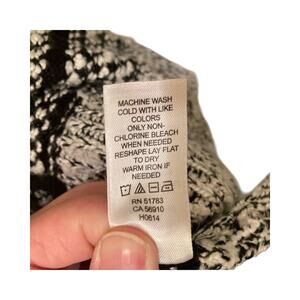 MACHINE WASH
COLD WITH LIKE
COLORS
ONLY NON-
CHLORINE BLEACH
WHEN NEEDED
RESHAPE LAY FLAT
TO DRY
WARM IRON IF
NEEDED
RN 51783
CA 56910
H0614